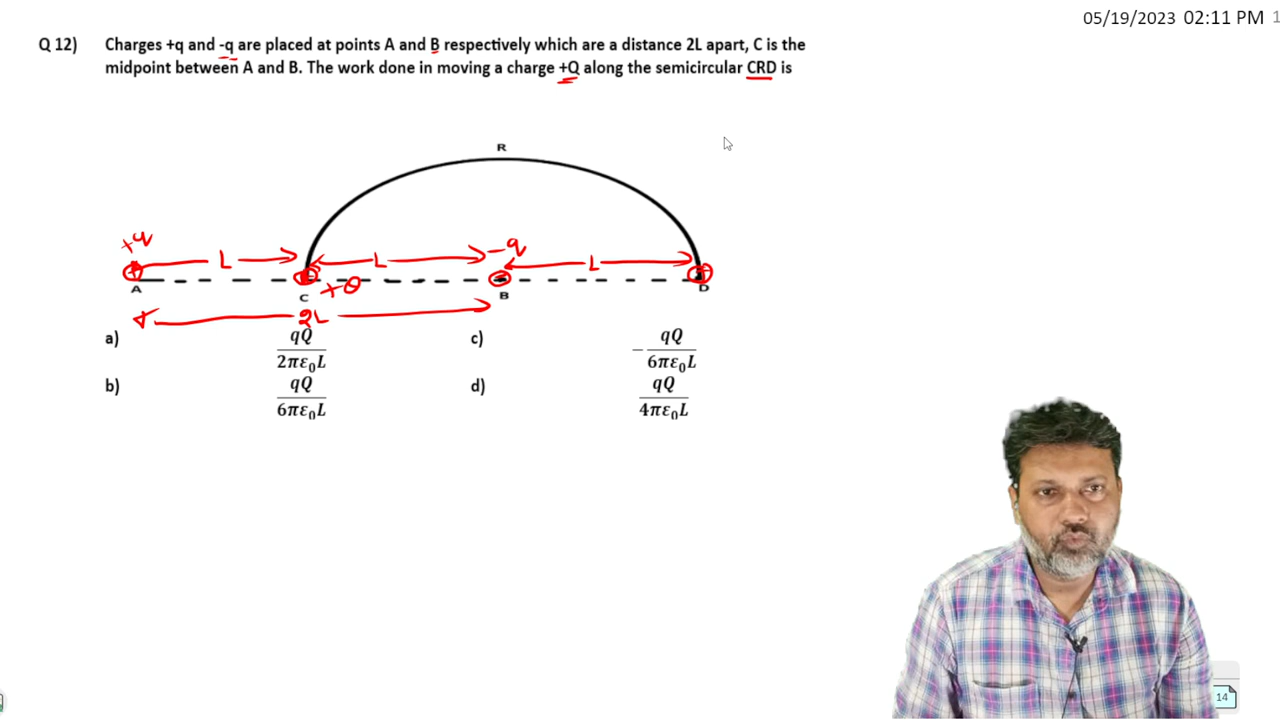 05/19/2023 02:11 PM 1
Q 12) Charges +q and -q are placed at points A and B respectively which are a distance 2L apart, C is the
midpoint between A and B. The work done in moving a charge +Q along the semicircular CRD is
R
+q
-q
L L L
A C +Q B D
2L
a) qQ/2πε₀L c) −qQ/6πε₀L
b) qQ/6πε₀L d) qQ/4πε₀L
14